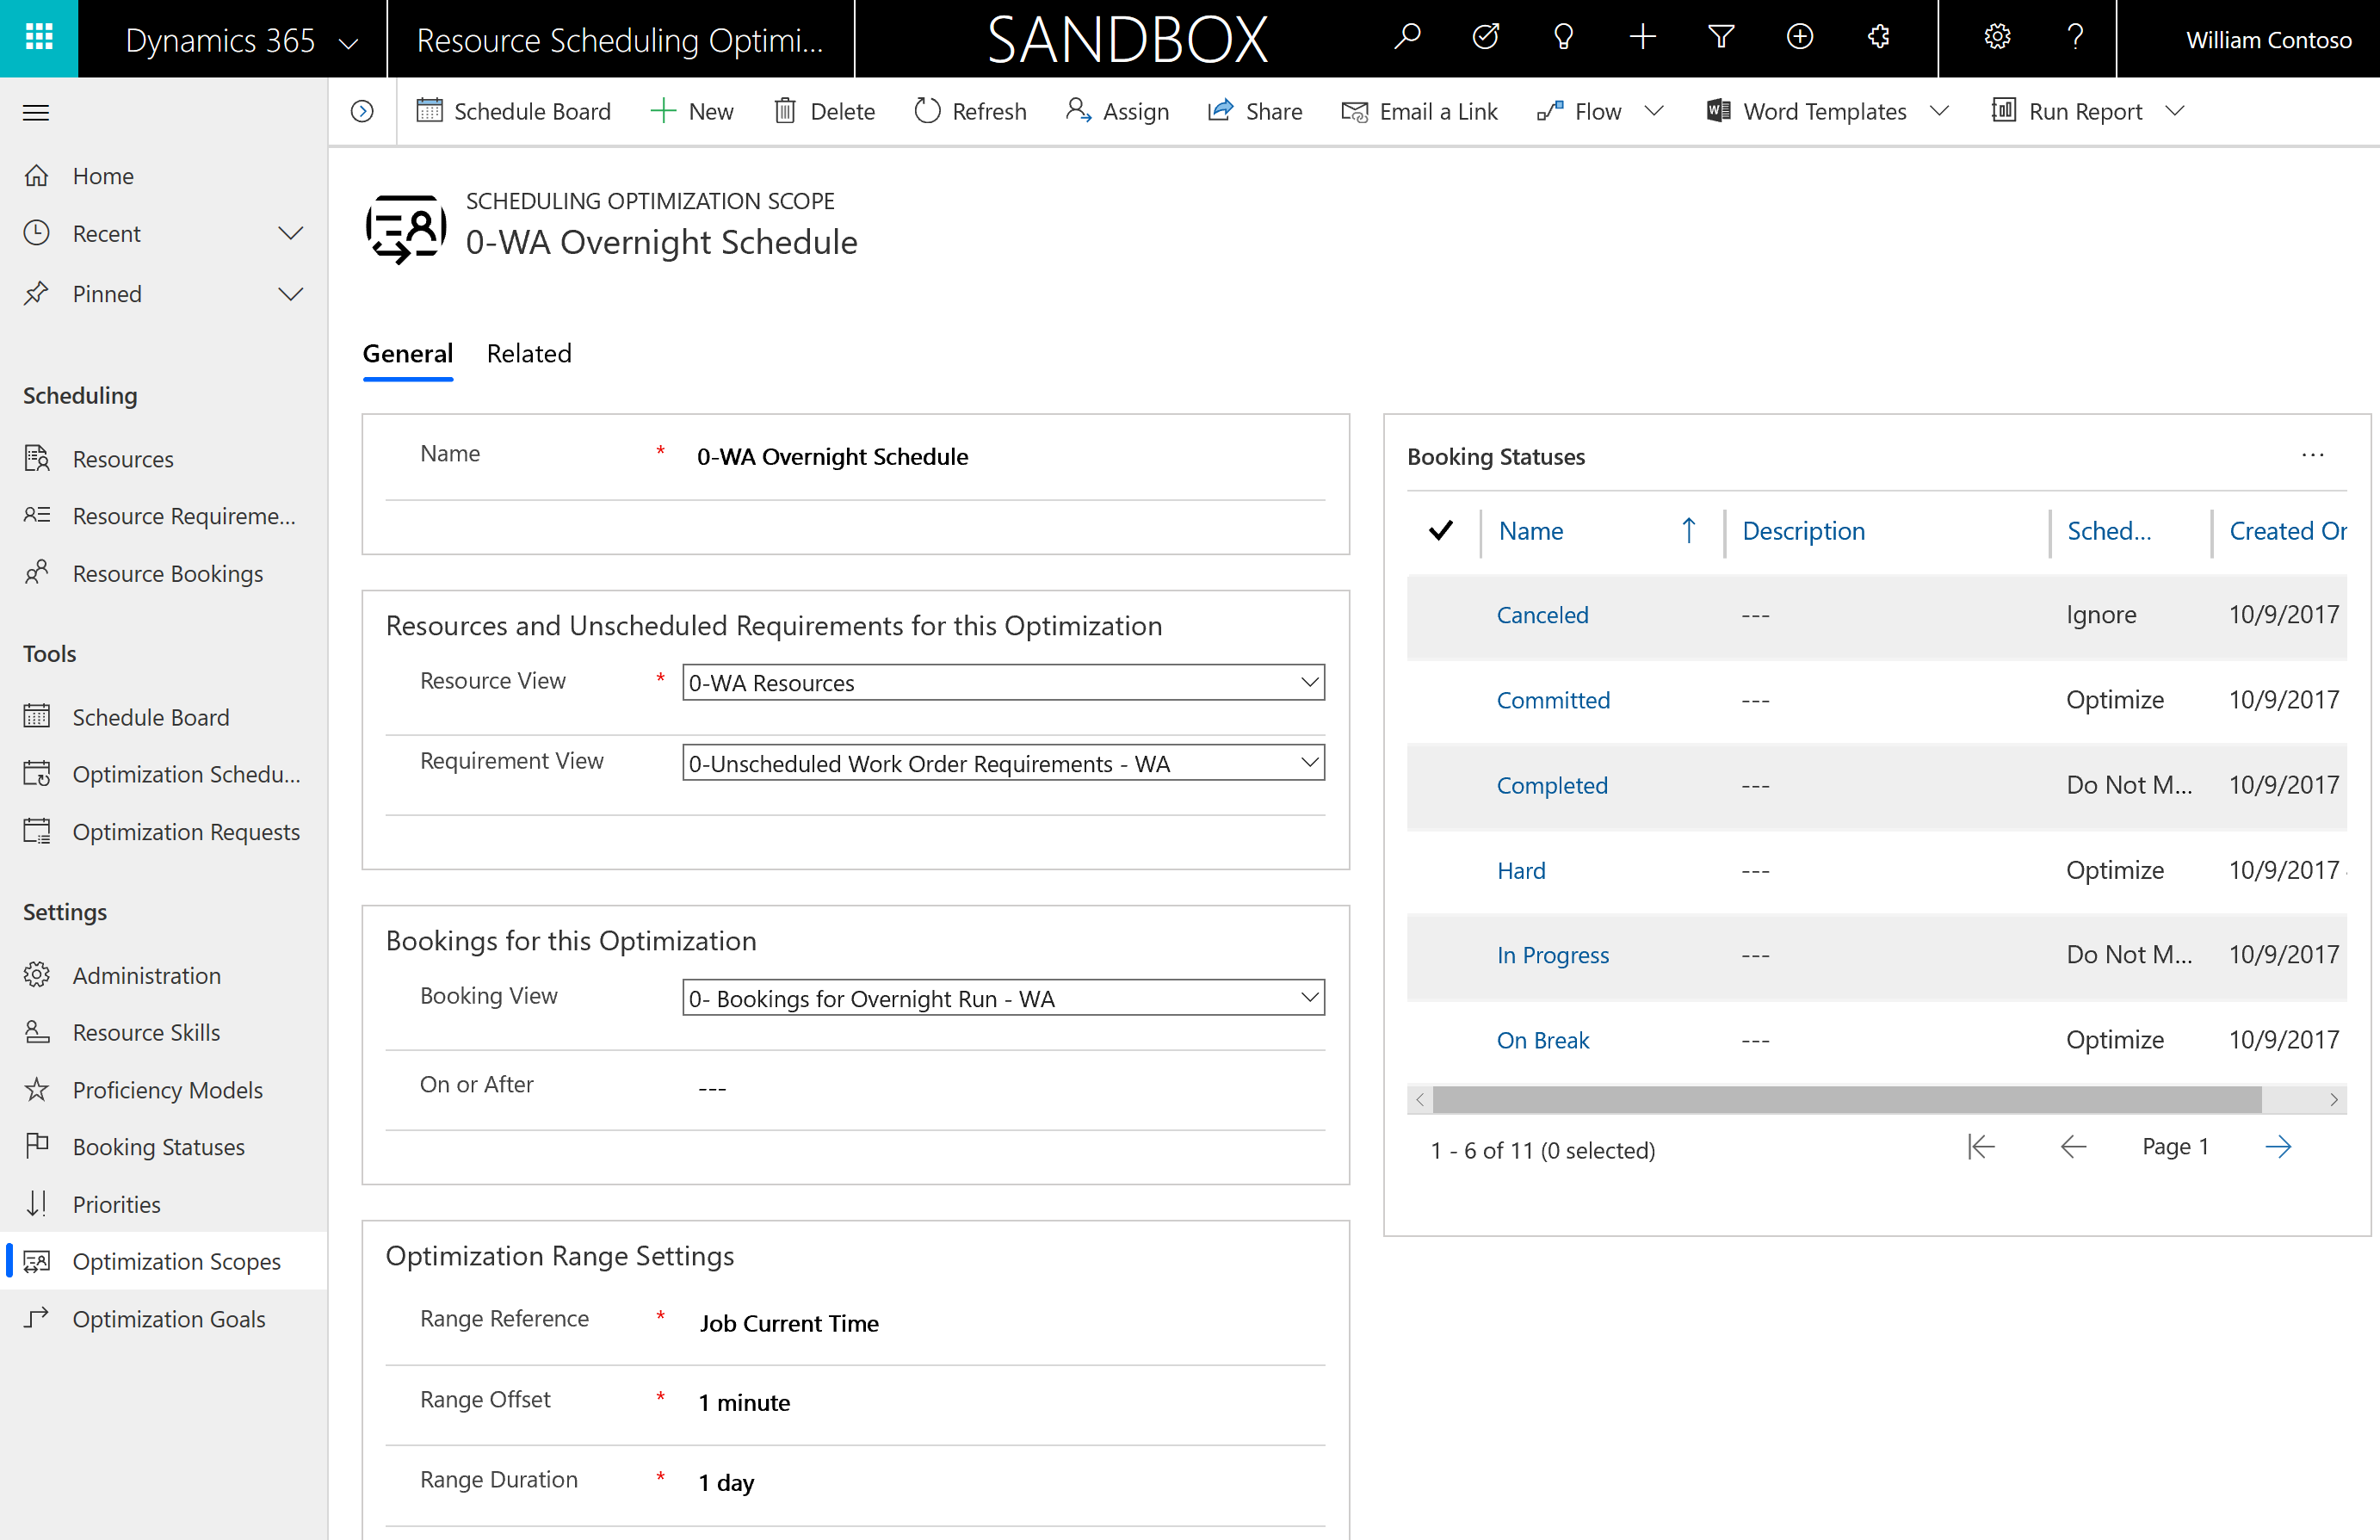 Dynamics 365
Resource Scheduling Optimi...
SANDBOX
William Contoso
Schedule Board
New
Delete
Refresh
Assign
Share
Email a Link
Flow
Word Templates
Run Report
Home
Recent
Pinned
Scheduling
Resources
Resource Requireme...
Resource Bookings
Tools
Schedule Board
Optimization Schedu...
Optimization Requests
Settings
Administration
Resource Skills
Proficiency Models
Booking Statuses
Priorities
Optimization Scopes
Optimization Goals
SCHEDULING OPTIMIZATION SCOPE
0-WA Overnight Schedule
General Related
Name * 0-WA Overnight Schedule
Resources and Unscheduled Requirements for this Optimization
Resource View * 0-WA Resources
Requirement View 0-Unscheduled Work Order Requirements - WA
Bookings for this Optimization
Booking View 0- Bookings for Overnight Run - WA
On or After ---
Optimization Range Settings
Range Reference * Job Current Time
Range Offset * 1 minute
Range Duration * 1 day
Booking Statuses ...
Name Description Sched... Created On
Canceled --- Ignore 10/9/2017
Committed --- Optimize 10/9/2017
Completed --- Do Not M... 10/9/2017
Hard --- Optimize 10/9/2017
In Progress --- Do Not M... 10/9/2017
On Break --- Optimize 10/9/2017
1 - 6 of 11 (0 selected)
Page 1